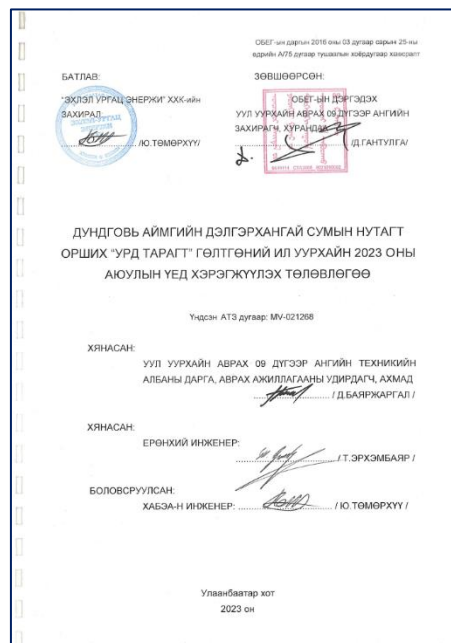 ОБЕГ-ын даргын 2016 оны 03 дугаар сарын 25-ны
өдрийн А/75 дугаар тушаалын хоёрдугаар хавсралт
БАТЛАВ:
ЗӨВШӨӨРСӨН:
"ЭХЛЭЛ УРГАЦ ЭНЕРЖИ" ХХК-ийн
ЗАХИРАЛ
/Ю.ТӨМӨРХҮҮ/
ОБЕГ-ЫН ДЭРГЭДЭХ
УУЛ УУРХАЙН АВРАХ 09 ДҮГЭЭР АНГИЙН
ЗАХИРАГЧ, ХУРАНДАА
/Д.ГАНТУЛГА/
ДУНДГОВЬ АЙМГИЙН ДЭЛГЭРХАНГАЙ СУМЫН НУТАГТ
ОРШИХ "УРД ТАРАГТ" ГӨЛТГӨНИЙ ИЛ УУРХАЙН 2023 ОНЫ
АЮУЛЫН ҮЕД ХЭРЭГЖҮҮЛЭХ ТӨЛӨВЛӨГӨӨ
Үндсэн АТЗ дугаар: MV-021268
ХЯНАСАН:
УУЛ УУРХАЙН АВРАХ 09 ДҮГЭЭР АНГИЙН ТЕХНИКИЙН
АЛБАНЫ ДАРГА, АВРАХ АЖИЛЛАГААНЫ УДИРДАГЧ, АХМАД
/ Д.БАЯРЖАРГАЛ /
ХЯНАСАН:
ЕРӨНХИЙ ИНЖЕНЕР:
/ Т.ЭРХЭМБАЯР /
БОЛОВСРУУЛСАН:
ХАБЭА-Н ИНЖЕНЕР: / Ю.ТӨМӨРХҮҮ /
Улаанбаатар хот
2023 он